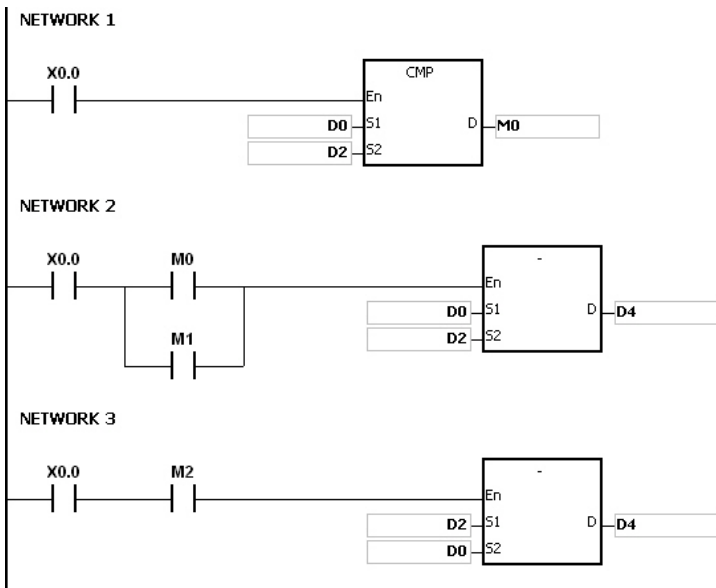 NETWORK 1
X0.0
CMP
En
D0 S1 D M0
D2 S2
NETWORK 2
X0.0 M0
-
En
D0 S1 D D4
D2 S2
M1
NETWORK 3
X0.0 M2
-
En
D2 S1 D D4
D0 S2